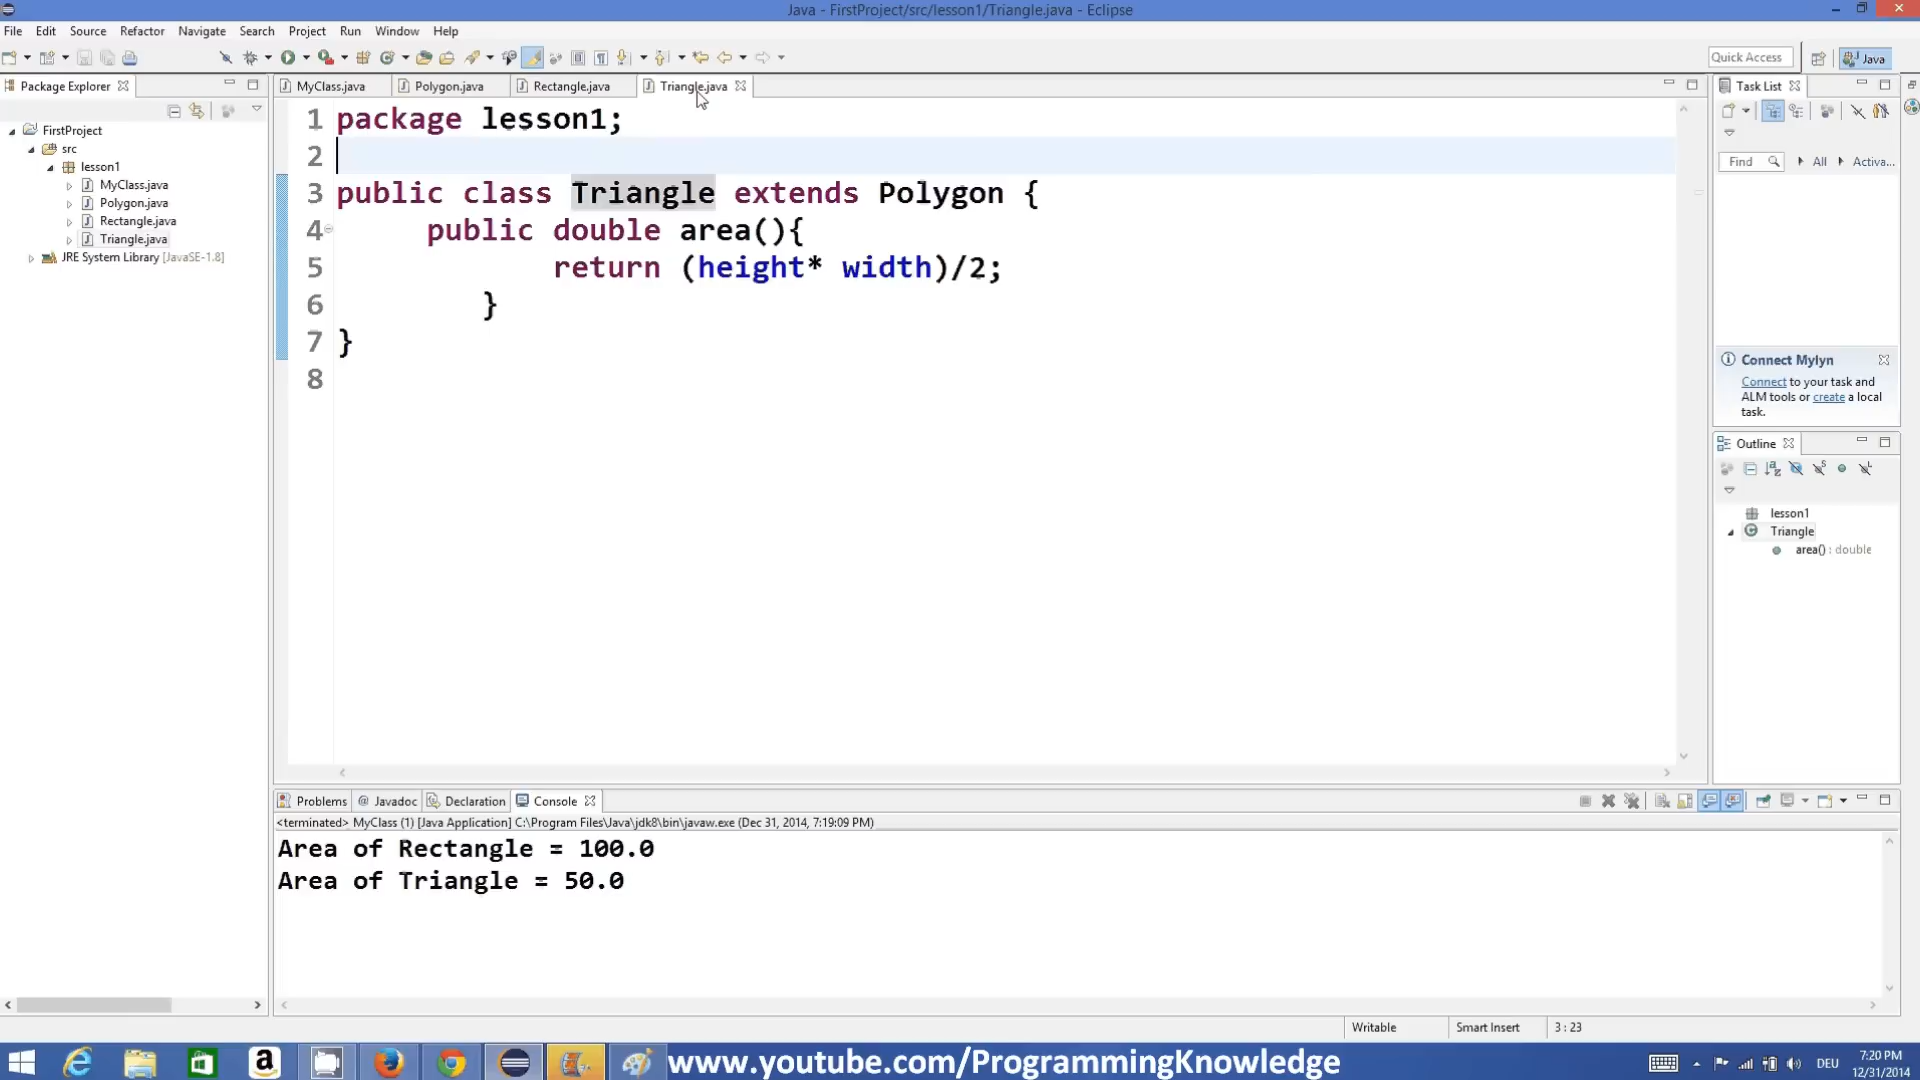 Java - FirstProject/src/lesson1/Triangle.java - Eclipse
File Edit Source Refactor Navigate Search Project Run Window Help
Quick Access Java
Package Explorer
FirstProject
src
lesson1
MyClass.java
Polygon.java
Rectangle.java
Triangle.java
JRE System Library [JavaSE-1.8]
MyClass.java Polygon.java Rectangle.java Triangle.java
1 package lesson1;
2
3 public class Triangle extends Polygon {
4 public double area(){
5 return (height* width)/2;
6 }
7 }
8
Task List
Find All Activa...
Connect Mylyn
Connect to your task and
ALM tools or create a local
task.
Outline
lesson1
Triangle
area() : double
Problems @ Javadoc Declaration Console
<terminated> MyClass (1) [Java Application] C:\Program Files\Java\jdk8\bin\javaw.exe (Dec 31, 2014, 7:19:09 PM)
Area of Rectangle = 100.0
Area of Triangle = 50.0
Writable Smart Insert 3 : 23
www.youtube.com/ProgrammingKnowledge
DEU
7:20 PM
12/31/2014